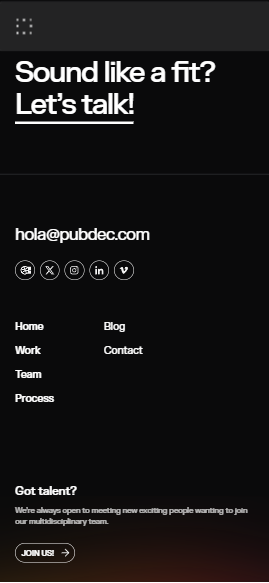 Sound like a fit?
Let's talk!
hola@pubdec.com
Home
Work
Team
Process
Blog
Contact
Got talent?
We're always open to meeting new exciting people wanting to join
our multidisciplinary team.
JOIN US!